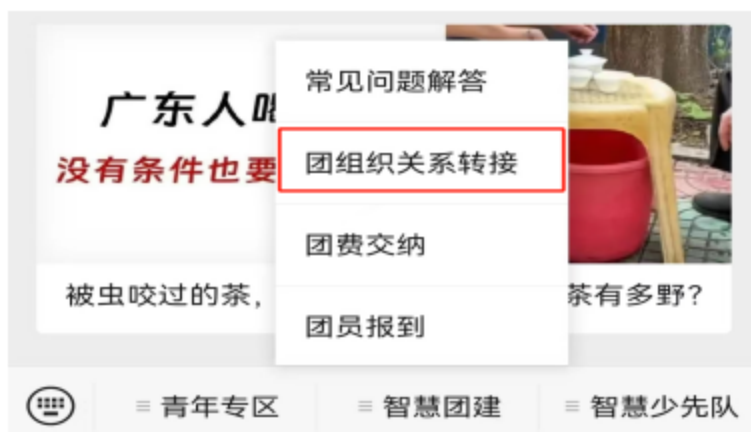 广东人
没有条件也要
常见问题解答
团组织关系转接
团费交纳
团员报到
被虫咬过的茶，
茶有多野？
青年专区
智慧团建
智慧少先队